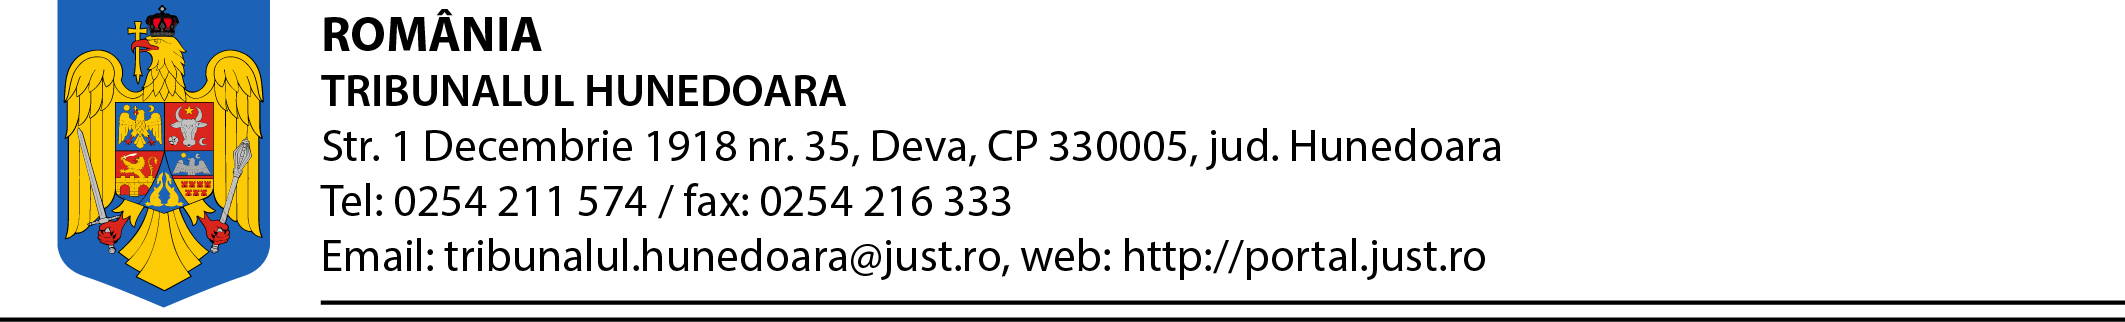 ROMÂNIA
TRIBUNALUL HUNEDOARA
Str. 1 Decembrie 1918 nr. 35, Deva, CP 330005, jud. Hunedoara
Tel: 0254 211 574 / fax: 0254 216 333
Email: tribunalul.hunedoara@just.ro, web: http://portal.just.ro